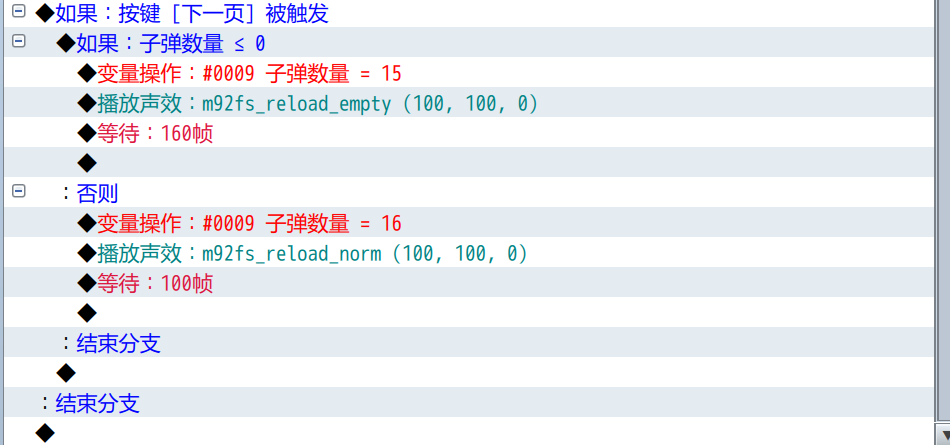 ◆如果：按键 [下一页] 被触发
◆如果：子弹数量 ≤ 0
◆变量操作：#0009 子弹数量 = 15
◆播放声效：m92fs_reload_empty (100, 100, 0)
◆等待：160帧
◆
：否则
◆变量操作：#0009 子弹数量 = 16
◆播放声效：m92fs_reload_norm (100, 100, 0)
◆等待：100帧
◆
：结束分支
◆
：结束分支
◆